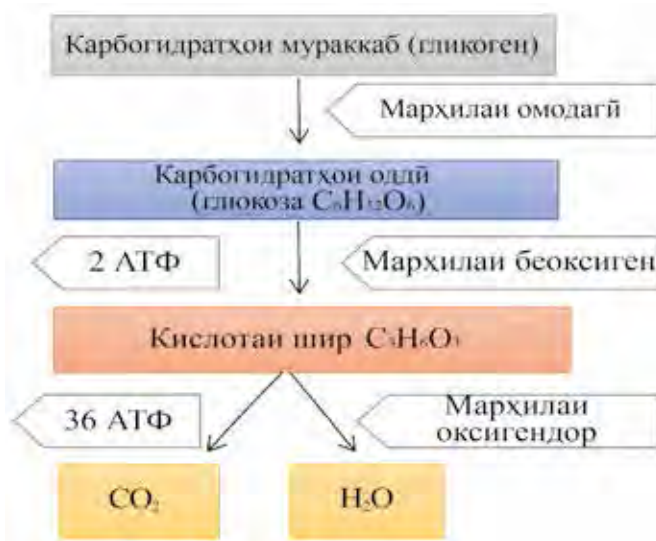 Карбогидратҳои мураккаб (гликоген)
Марҳилаи омодагӣ
Карбогидратҳои оддӣ
(глюкоза C₆H₁₂O₆)
2 АТФ
Марҳилаи беоксиген
Кислотаи шир C₃H₆O₃
36 АТФ
Марҳилаи
оксигендор
CO₂
H₂O